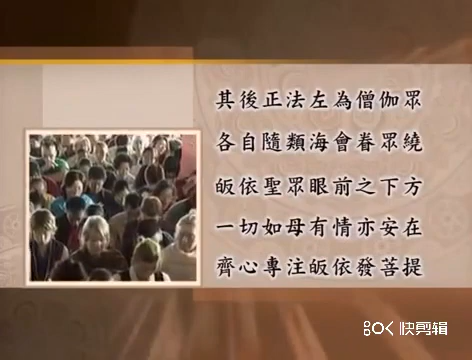 其後正法左為僧伽眾
各自隨類海會眷眾繞
皈依聖眾眼前之下方
一切如母有情亦安在
齊心專注皈依發菩提
快剪辑